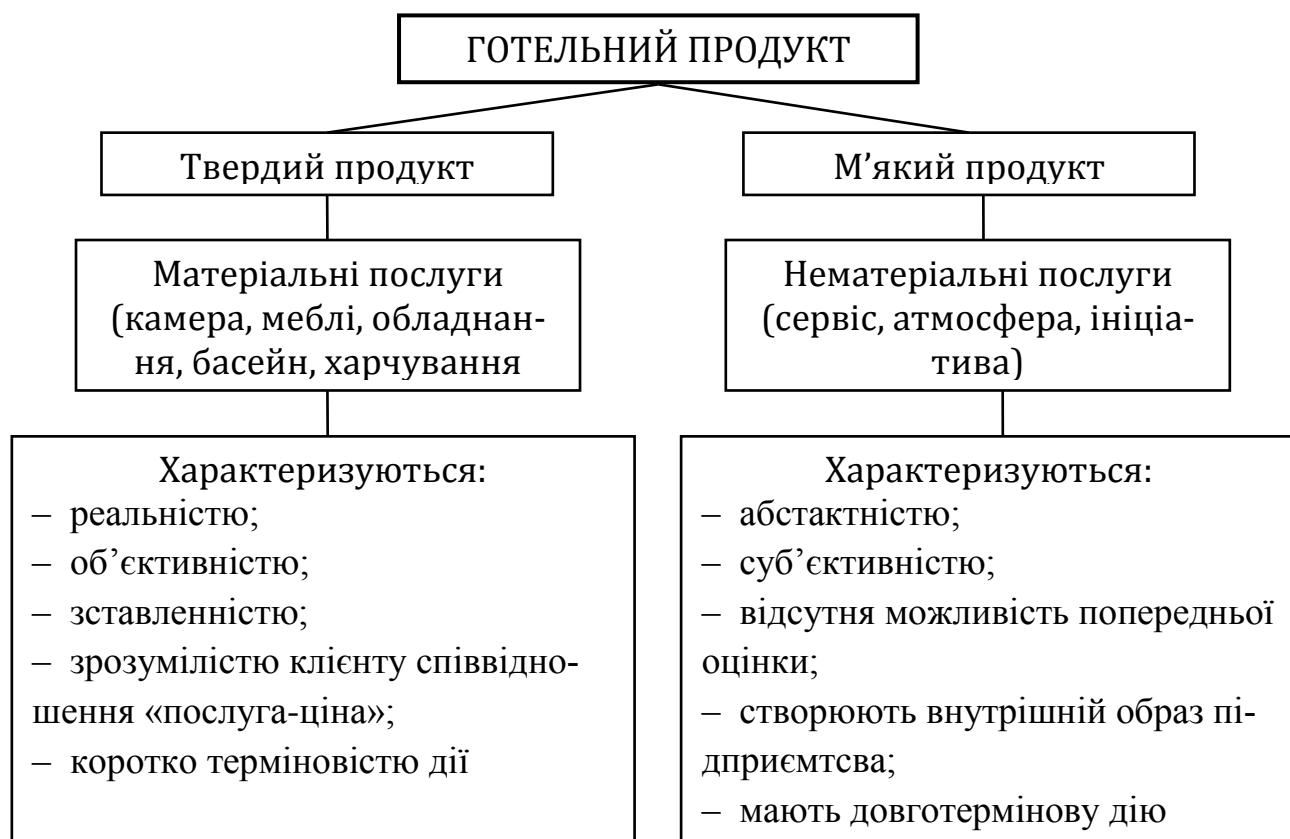 ГОТЕЛЬНИЙ ПРОДУКТ
Твердий продукт
Матеріальні послуги
(камера, меблі, обладнан-
ня, басейн, харчування
Характеризуються:
– реальністю;
– об’єктивністю;
– зставленністю;
– зрозумілістю клієнту співвідно-
шення «послуга-ціна»;
– коротко терміновістю дії
М’який продукт
Нематеріальні послуги
(сервіс, атмосфера, ініціа-
тива)
Характеризуються:
– абстактністю;
– суб’єктивністю;
– відсутня можливість попередньої
оцінки;
– створюють внутрішній образ пі-
дприємтсва;
– мають довготермінову дію